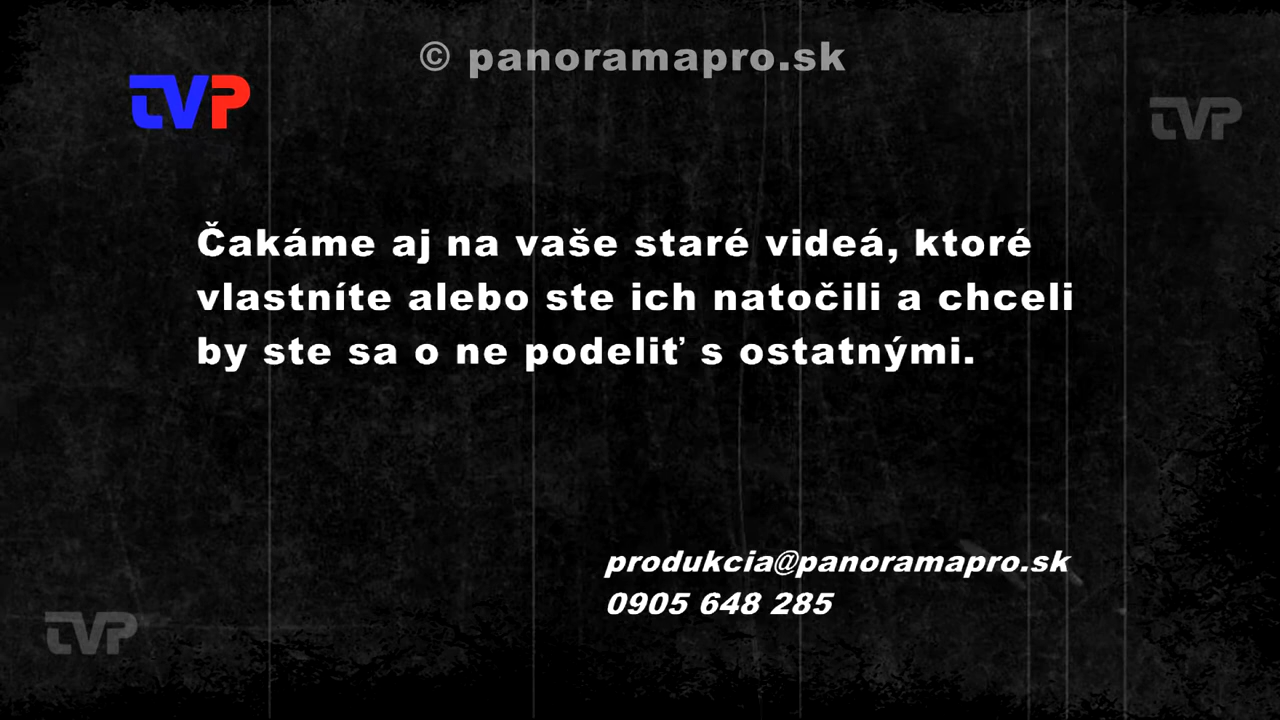 © panoramapro.sk
TVP
TVP
Čakáme aj na vaše staré videá, ktoré
vlastníte alebo ste ich natočili a chceli
by ste sa o ne podeliť s ostatnými.
produkcia@panoramapro.sk
0905 648 285
TVP